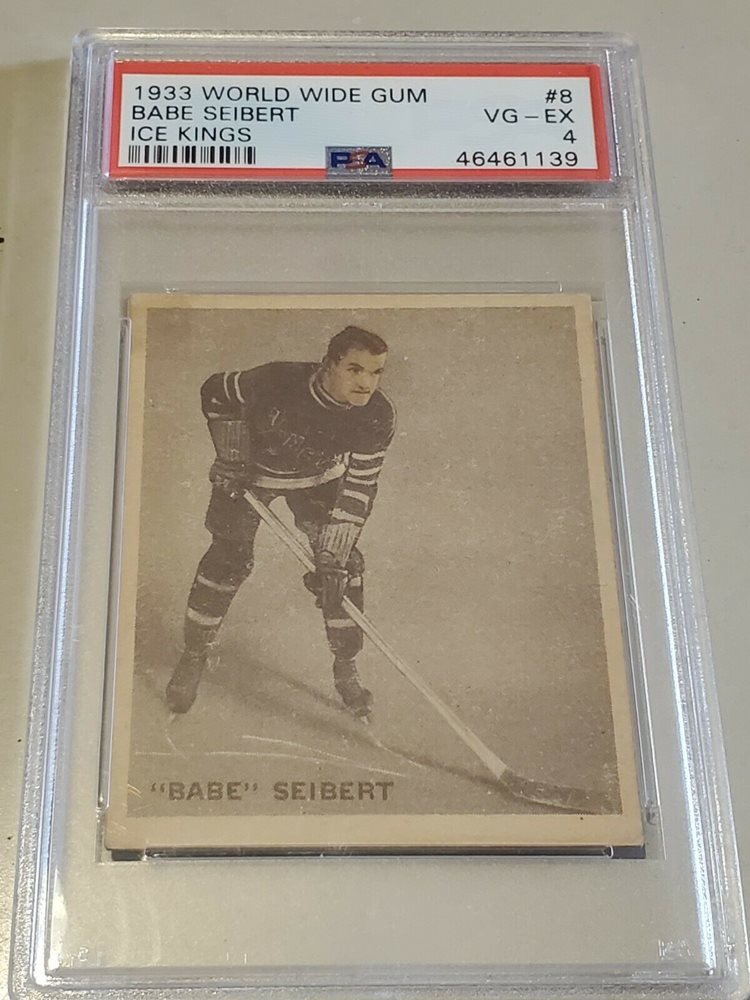 1933 WORLD WIDE GUM #8
BABE SEIBERT VG-EX
ICE KINGS 4
PSA 46461139
"BABE" SEIBERT